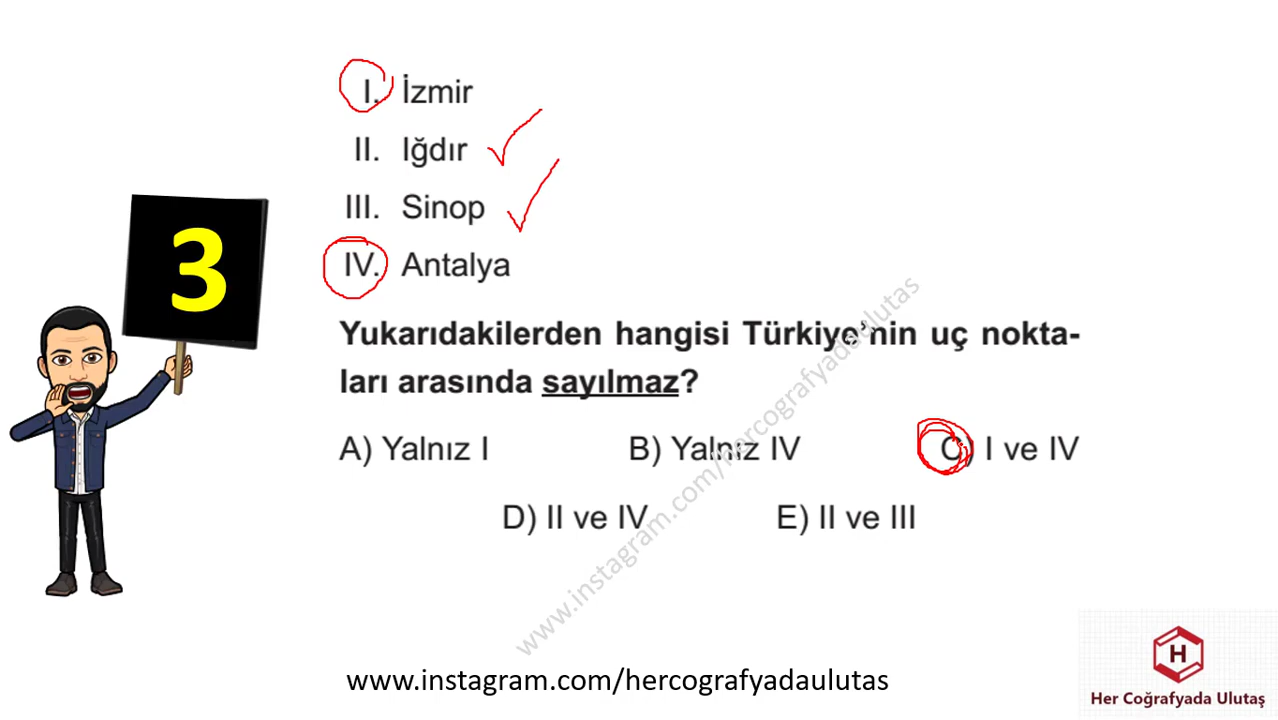 I. İzmir
II. Iğdır
III. Sinop
IV. Antalya
3
Yukarıdakilerden hangisi Türkiye'nin uç nokta-
ları arasında sayılmaz?
A) Yalnız I B) Yalnız IV C) I ve IV
D) II ve IV E) II ve III
www.instagram.com/hercografyadaulutas
www.instagram.com/hercografyadaulutas
H
Her Coğrafyada Ulutaş